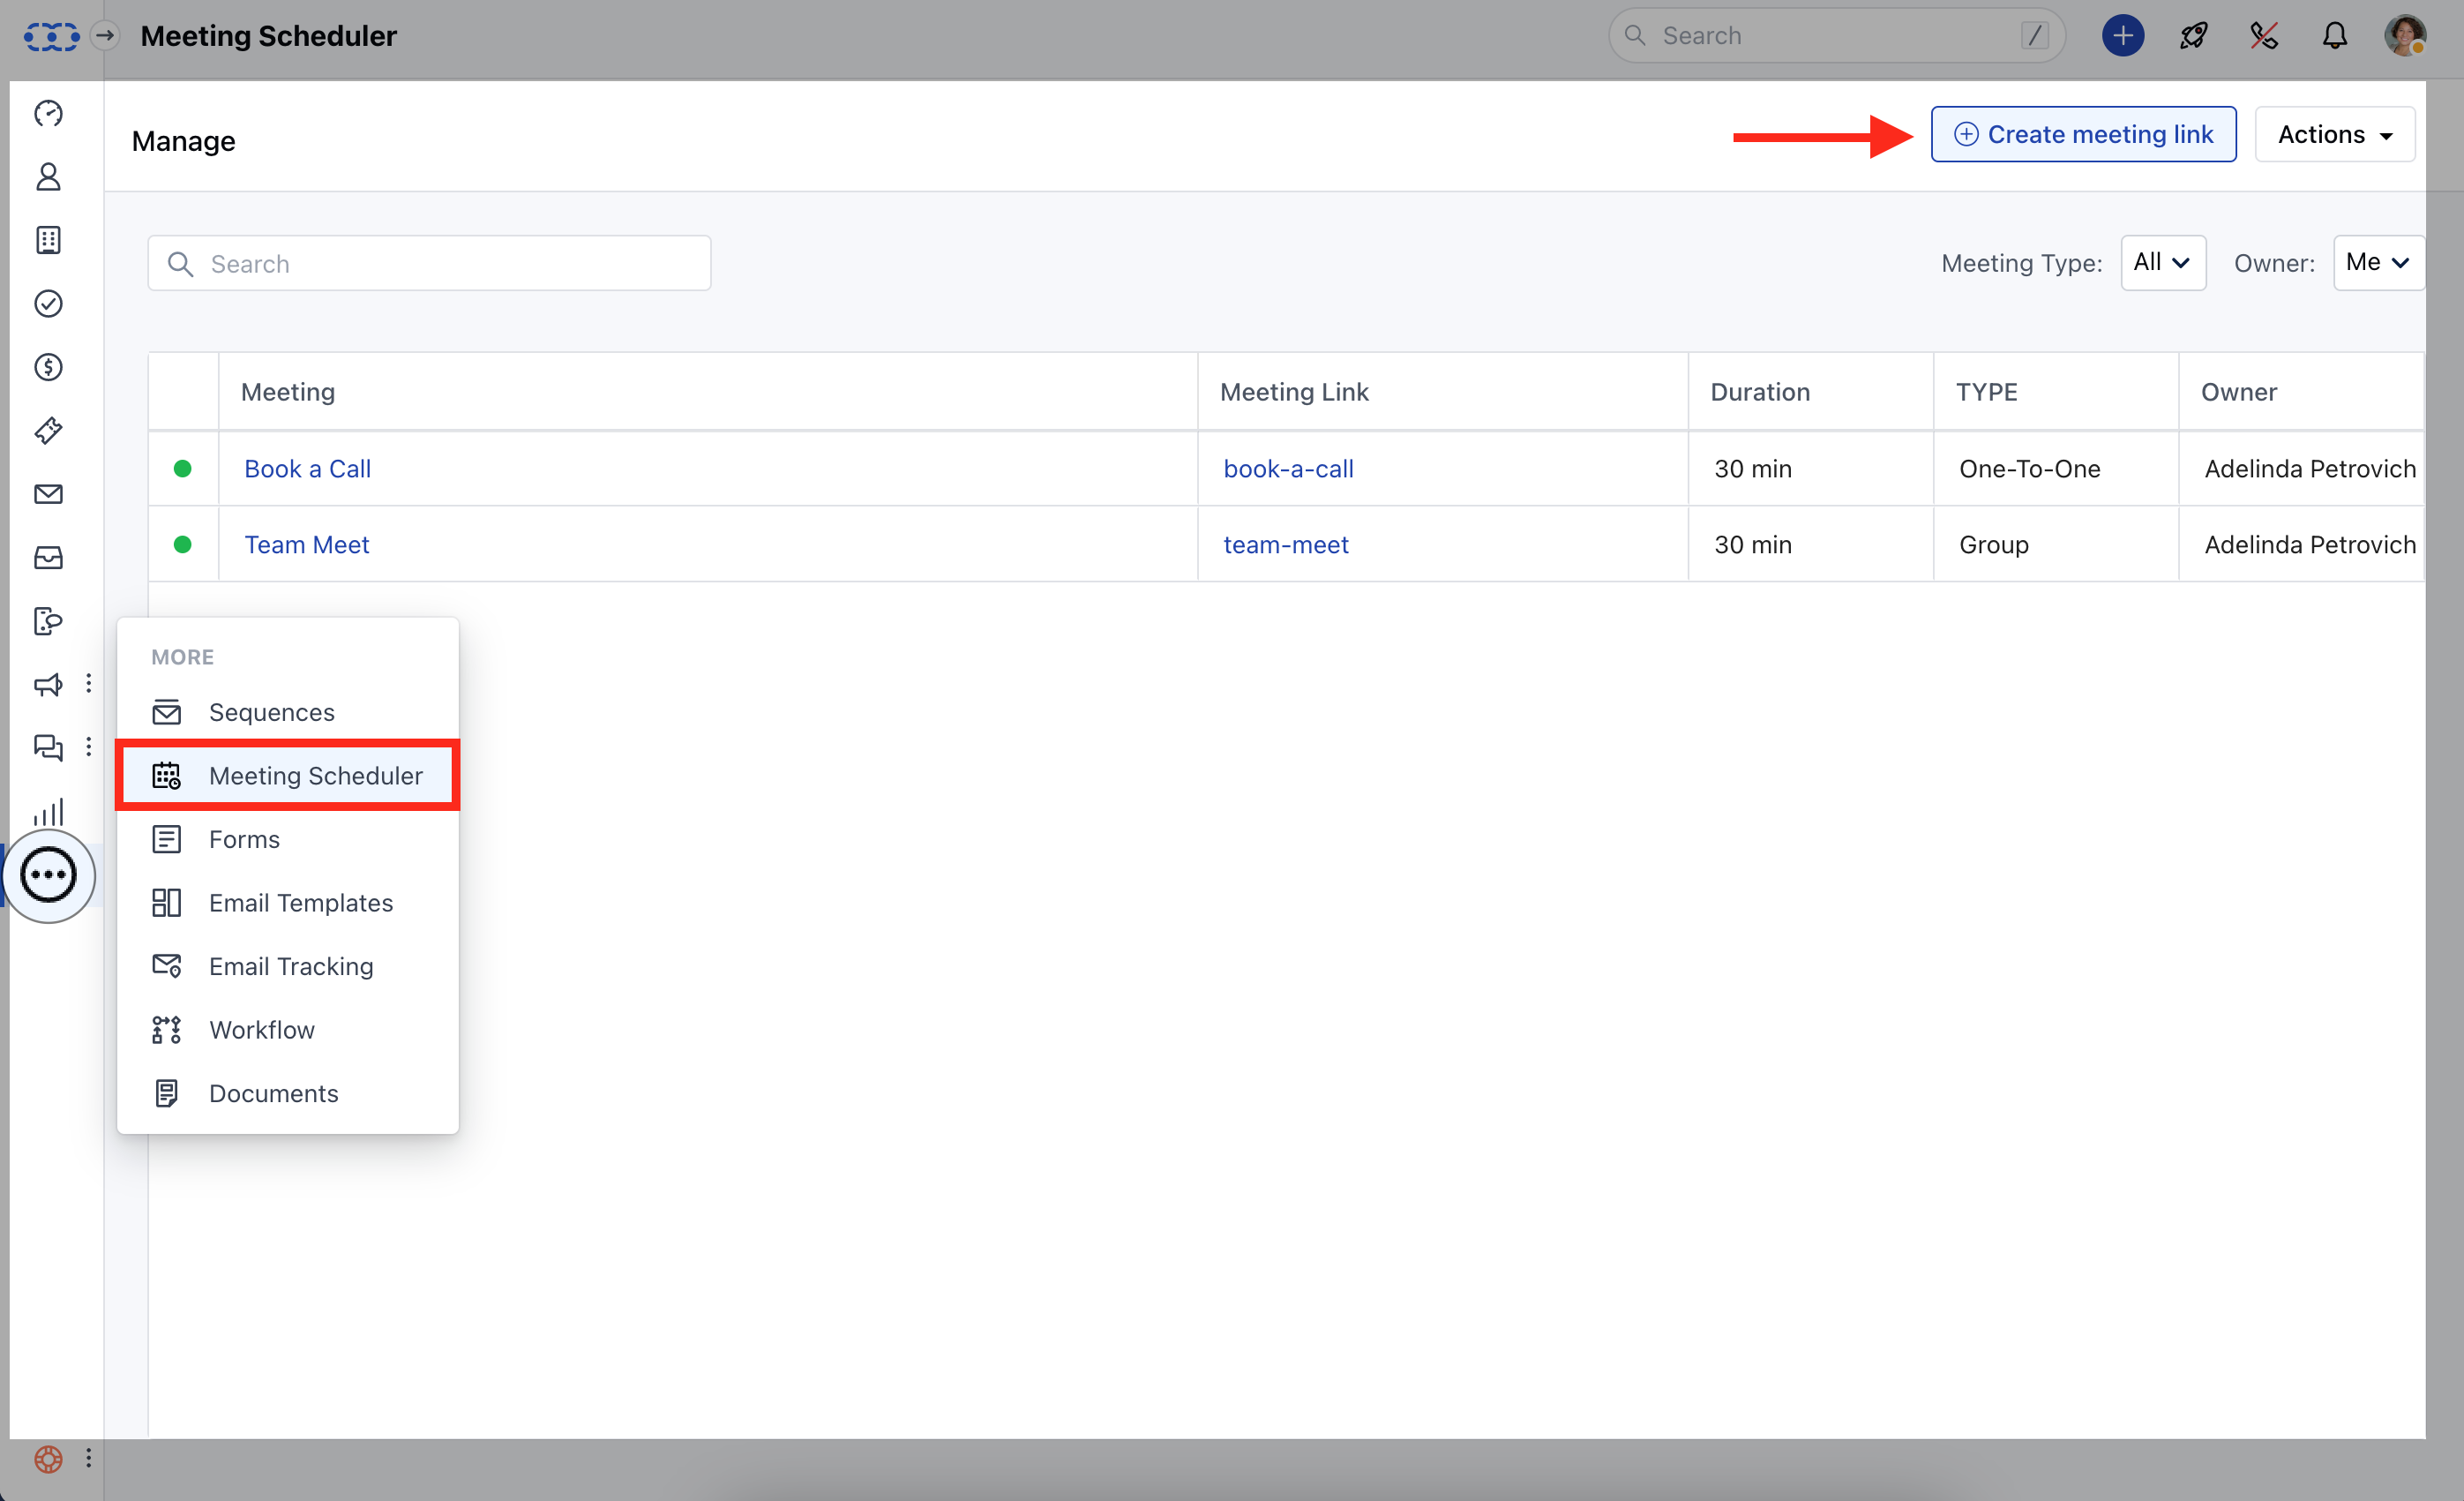 Meeting Scheduler
Search /
Manage
Create meeting link
Actions
Search
Meeting Type: All
Owner: Me
Meeting Meeting Link Duration TYPE Owner
Book a Call book-a-call 30 min One-To-One Adelinda Petrovich
Team Meet team-meet 30 min Group Adelinda Petrovich
MORE
Sequences
Meeting Scheduler
Forms
Email Templates
Email Tracking
Workflow
Documents